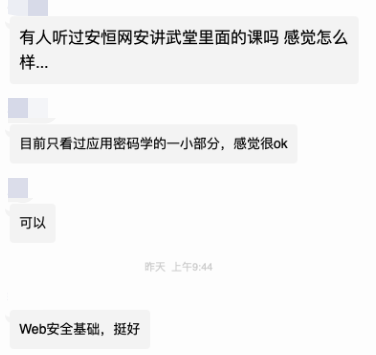 有人听过安恒网安讲武堂里面的课吗 感觉怎么
样...
目前只看过应用密码学的一小部分，感觉很ok
可以
昨天 上午9:44
Web安全基础，挺好